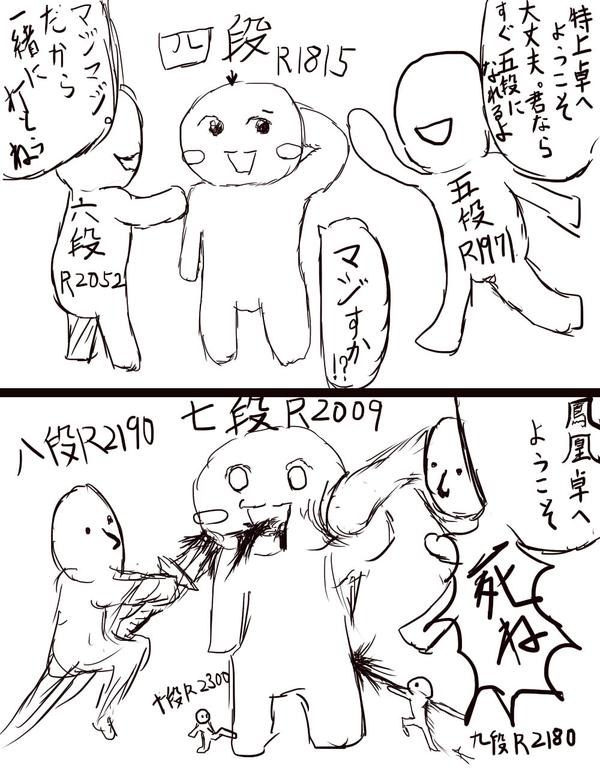 特上卓へ
ようこそ
大丈夫。君なら
すぐ五段に
なれるよ
四段
R1815
マジマジ。
だから
一緒に
打とうね
五段
R1971
六段
R2052
マジすか
!?
鳳凰卓へ
ようこそ
七段R2009
八段R2190
死ね
十段R2300
九段R2180